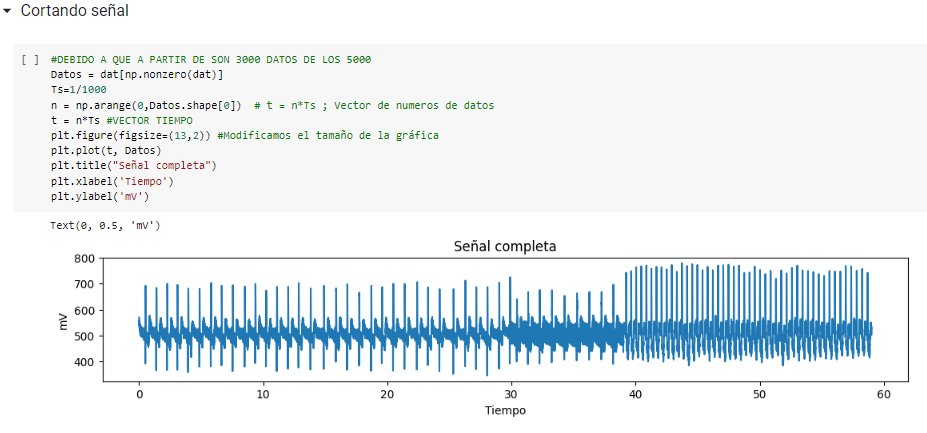 Cortando señal
[ ] #DEBIDO A QUE A PARTIR DE SON 3000 DATOS DE LOS 5000
Datos = dat[np.nonzero(dat)]
Ts=1/1000
n = np.arange(0,Datos.shape[0])  # t = n*Ts ; Vector de numeros de datos
t = n*Ts #VECTOR TIEMPO
plt.figure(figsize=(13,2)) #Modificamos el tamaño de la gráfica
plt.plot(t, Datos)
plt.title("Señal completa")
plt.xlabel('Tiempo')
plt.ylabel('mV')
Text(0, 0.5, 'mV')
Señal completa
800
700
600
500
400
mV
0 10 20 30 40 50 60
Tiempo